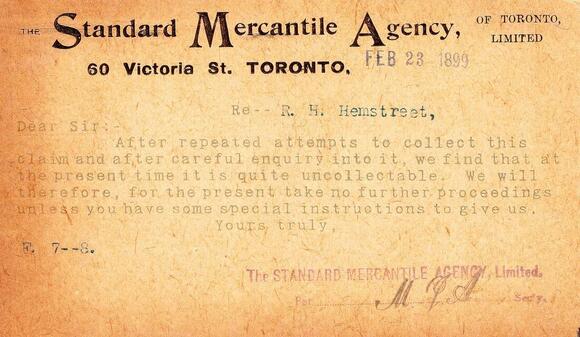 THE Standard Mercantile Agency, OF TORONTO, LIMITED
60 Victoria St. TORONTO, FEB 23 1899
Re-- R. H. Hemstreet,
Dear Sir:-
After repeated attempts to collect this
claim and after careful enquiry into it, we find that at
the present time it is quite uncollectable. We will
therefore, for the present take no further proceedings
unless you have some special instructions to give us.
Yours truly,
F. 7--8.
The STANDARD MERCANTILE AGENCY, Limited.
Per Secy.